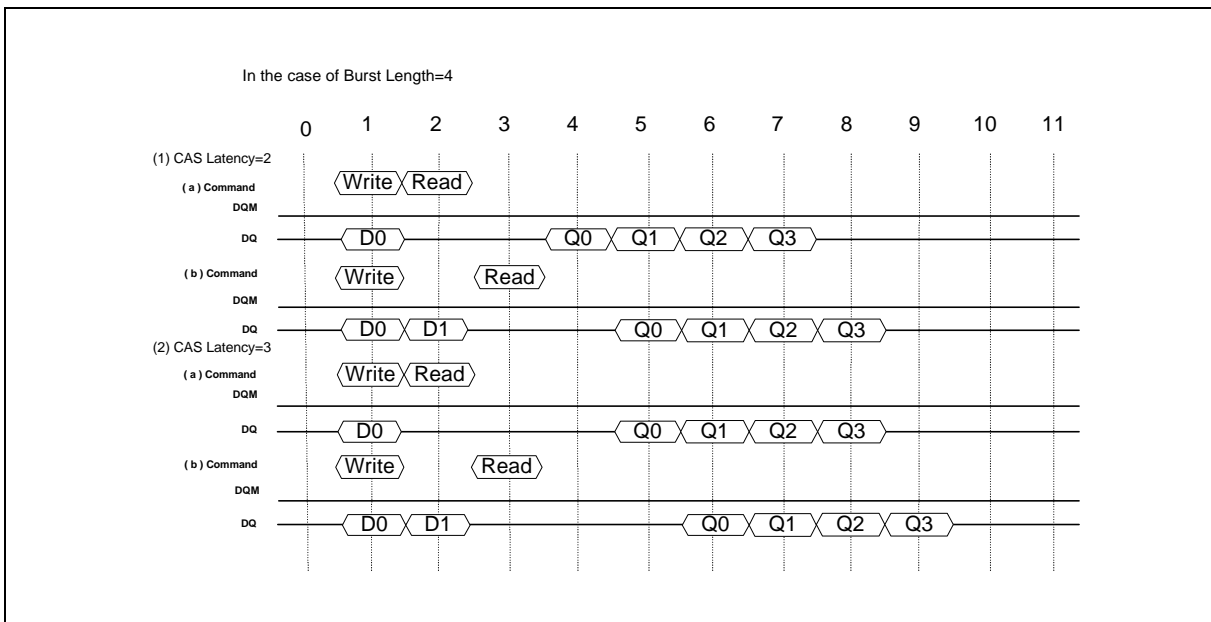 In the case of Burst Length=4
0 1 2 3 4 5 6 7 8 9 10 11
(1) CAS Latency=2
( a ) Command Write Read
DQM
DQ D0 Q0 Q1 Q2 Q3
( b ) Command Write Read
DQM
DQ D0 D1 Q0 Q1 Q2 Q3
(2) CAS Latency=3
( a ) Command Write Read
DQM
DQ D0 Q0 Q1 Q2 Q3
( b ) Command Write Read
DQM
DQ D0 D1 Q0 Q1 Q2 Q3